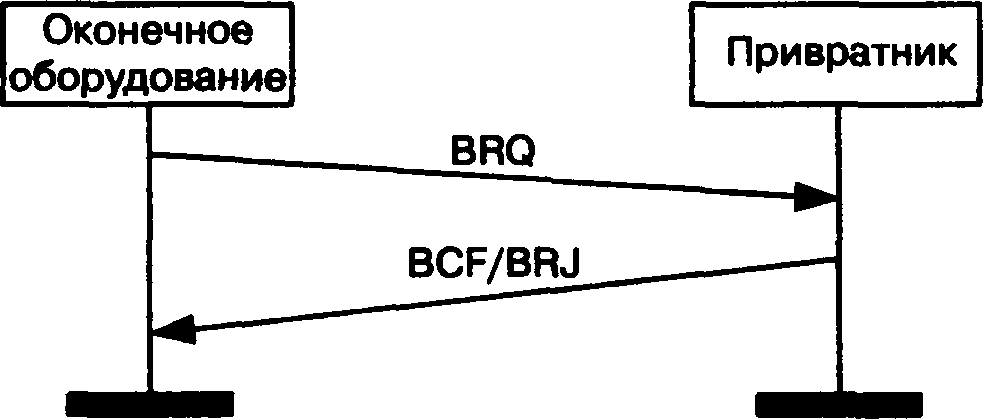 Оконечное
оборудование
Привратник
BRQ
BCF/BRJ